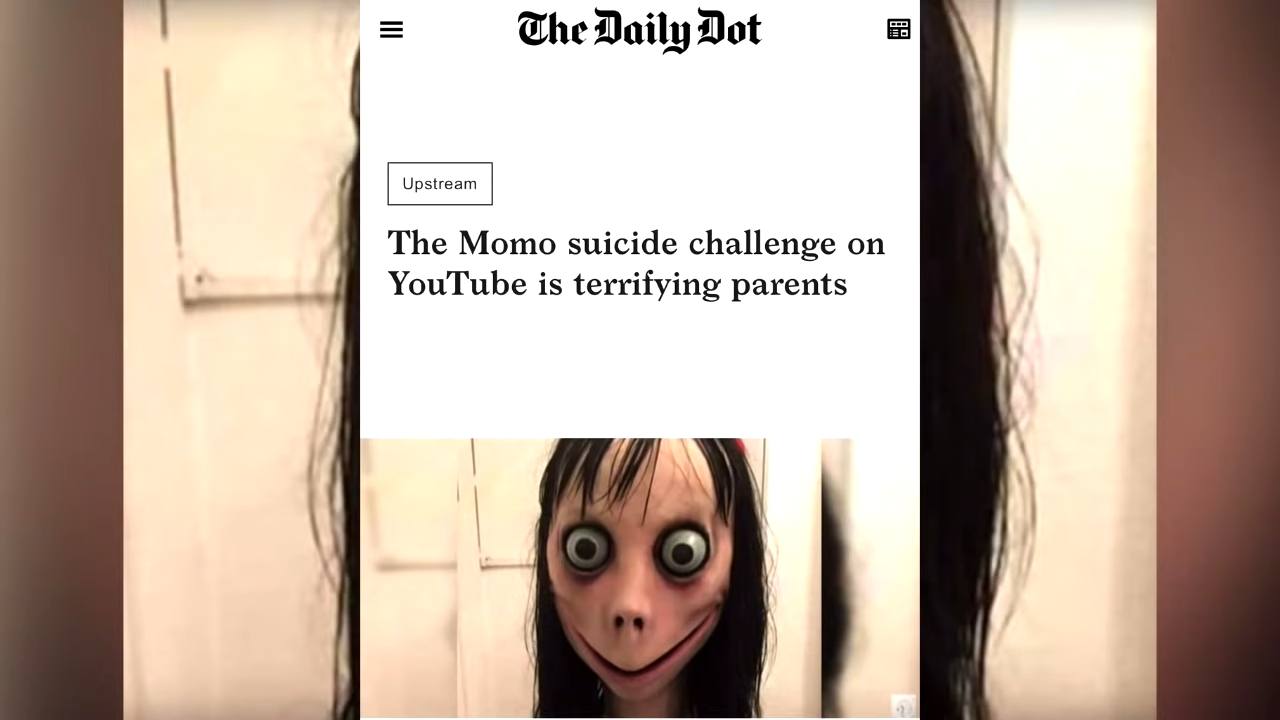 The Daily Dot
Upstream
The Momo suicide challenge on
YouTube is terrifying parents